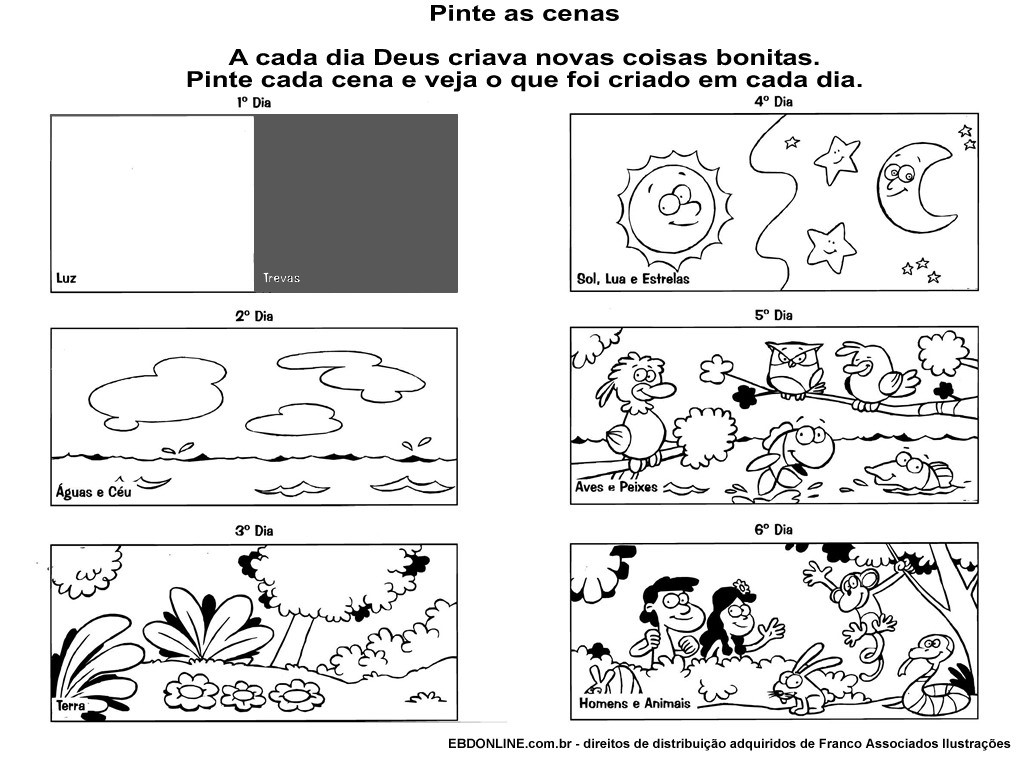 Pinte as cenas
A cada dia Deus criava novas coisas bonitas.
Pinte cada cena e veja o que foi criado em cada dia.
1º Dia
Luz
Trevas
2º Dia
Águas e Céu
3º Dia
Terra
4º Dia
Sol, Lua e Estrelas
5º Dia
Aves e Peixes
6º Dia
Homens e Animais
EBDONLINE.com.br - direitos de distribuição adquiridos de Franco Associados Ilustrações